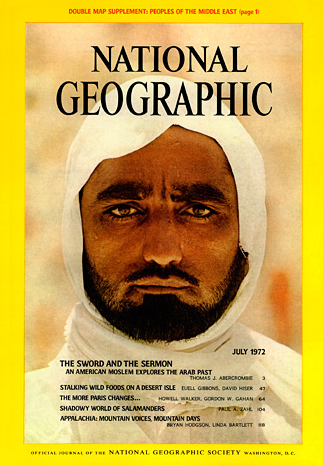 DOUBLE MAP SUPPLEMENT: PEOPLES OF THE MIDDLE EAST (page 1)
NATIONAL
GEOGRAPHIC
JULY 1972
THE SWORD AND THE SERMON
AN AMERICAN MOSLEM EXPLORES THE ARAB PAST
THOMAS J. ABERCROMBIE 3
STALKING WILD FOODS ON A DESERT ISLE EUELL GIBBONS, DAVID HISER 47
THE MORE PARIS CHANGES... HOWELL WALKER, GORDON W. GAHAN 64
SHADOWY WORLD OF SALAMANDERS PAUL A. ZAHL 104
APPALACHIA: MOUNTAIN VOICES, MOUNTAIN DAYS
BRYAN HODGSON, LINDA BARTLETT 118
OFFICIAL JOURNAL OF THE NATIONAL GEOGRAPHIC SOCIETY WASHINGTON, D.C.